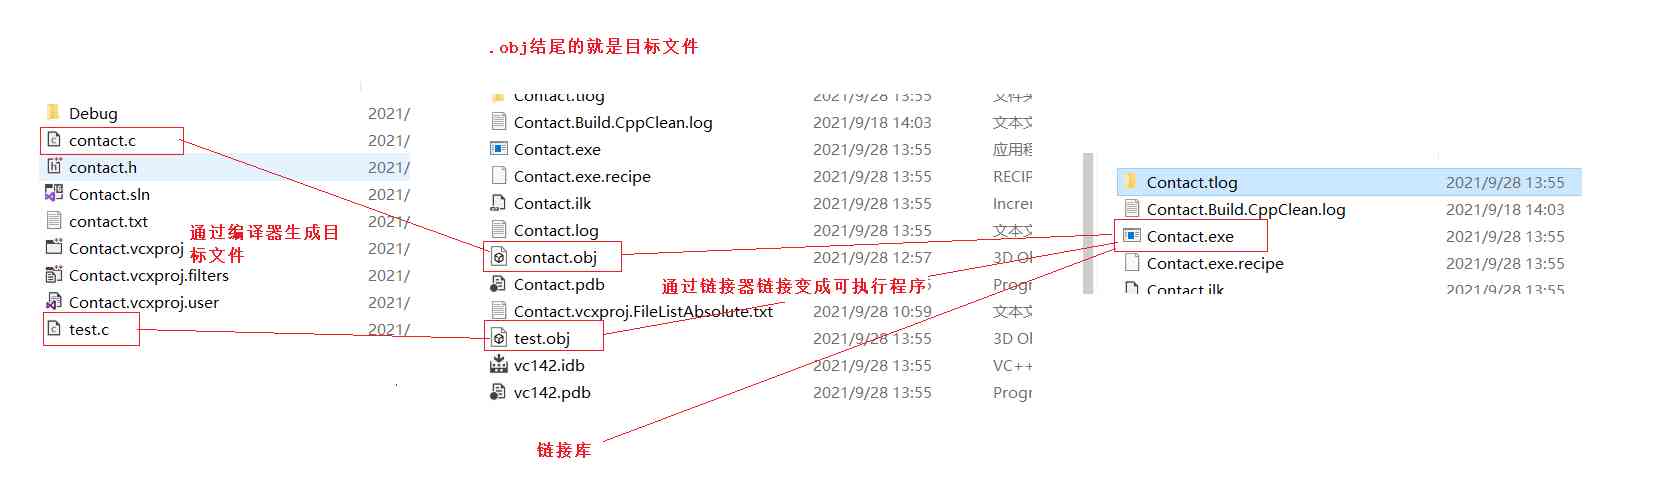 .obj结尾的就是目标文件
Debug 2021/
contact.c 2021/
contact.h 2021/
Contact.sln 2021/
contact.txt 2021/
Contact.vcxproj 2021/
Contact.vcxproj.filters 2021/
Contact.vcxproj.user 2021/
test.c 2021/
通过编译器生成目
标文件
Contact.tlog 2021/9/28 13:55 文件夹
Contact.Build.CppClean.log 2021/9/18 14:03 文本文
Contact.exe 2021/9/28 13:55 应用程
Contact.exe.recipe 2021/9/28 13:55 RECIP
Contact.ilk 2021/9/28 13:55 Increr
Contact.log 2021/9/28 13:55 文本文
contact.obj 2021/9/28 12:57 3D Ol
Contact.pdb Progr
通过链接器链接变成可执行程序
Contact.vcxproj.FileListAbsolute.txt 2021/9/28 10:59 文本文
test.obj 2021/9/28 13:55 3D Ol
vc142.idb 2021/9/28 13:55 VC++
vc142.pdb 2021/9/28 13:55 Progr
链接库
Contact.tlog 2021/9/28 13:55
Contact.Build.CppClean.log 2021/9/18 14:03
Contact.exe 2021/9/28 13:55
Contact.exe.recipe 2021/9/28 13:55
Contact.ilk 2021/9/28 13:55